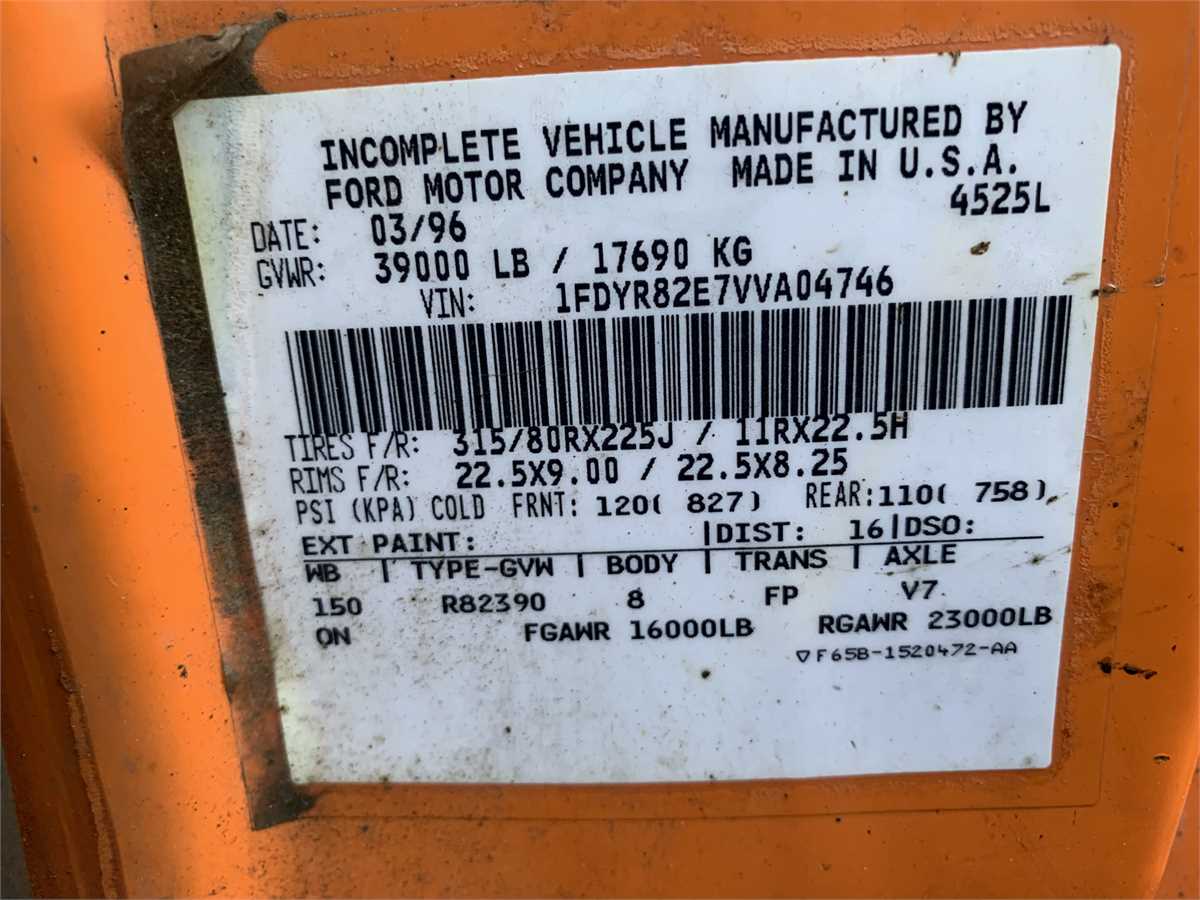 INCOMPLETE VEHICLE MANUFACTURED BY
FORD MOTOR COMPANY MADE IN U.S.A.
4525L
DATE: 03/96
GVWR: 39000 LB / 17690 KG
VIN: 1FDYR82E7VVA04746
TIRES F/R: 315/80RX225J / 11RX22.5H
RIMS F/R: 22.5X9.00 / 22.5X8.25
PSI (KPA) COLD FRNT: 120( 827) REAR:110( 758)
EXT PAINT: |DIST: 16|DSO:
WB | TYPE-GVW | BODY | TRANS | AXLE
150 R82390 8 FP V7
ON FGAWR 16000LB RGAWR 23000LB
▽F65B-1520472-AA